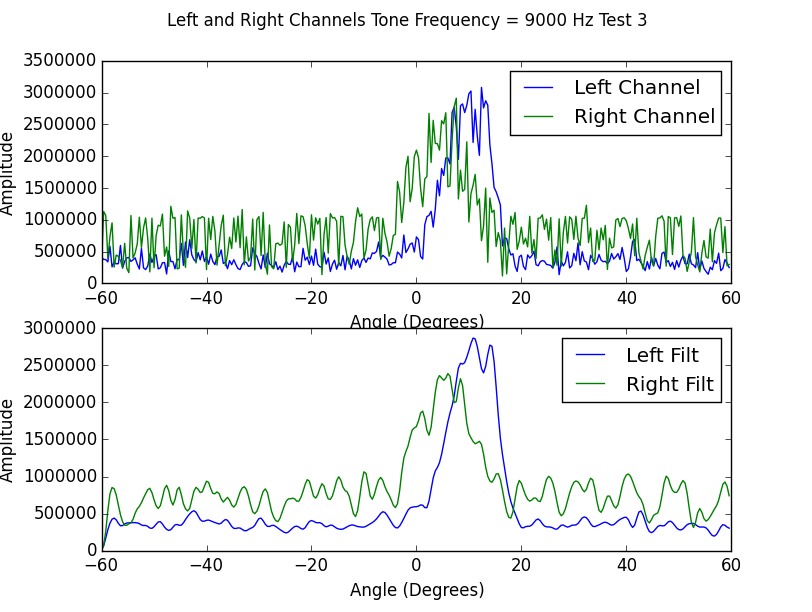 Left and Right Channels Tone Frequency = 9000 Hz Test 3
3500000
3000000
2500000
2000000
1500000
1000000
500000
0
Amplitude
Left Channel
Right Channel
−60 −40 −20 0 20 40 60
Angle (Degrees)
3000000
2500000
2000000
1500000
1000000
500000
0
Amplitude
Left Filt
Right Filt
−60 −40 −20 0 20 40 60
Angle (Degrees)